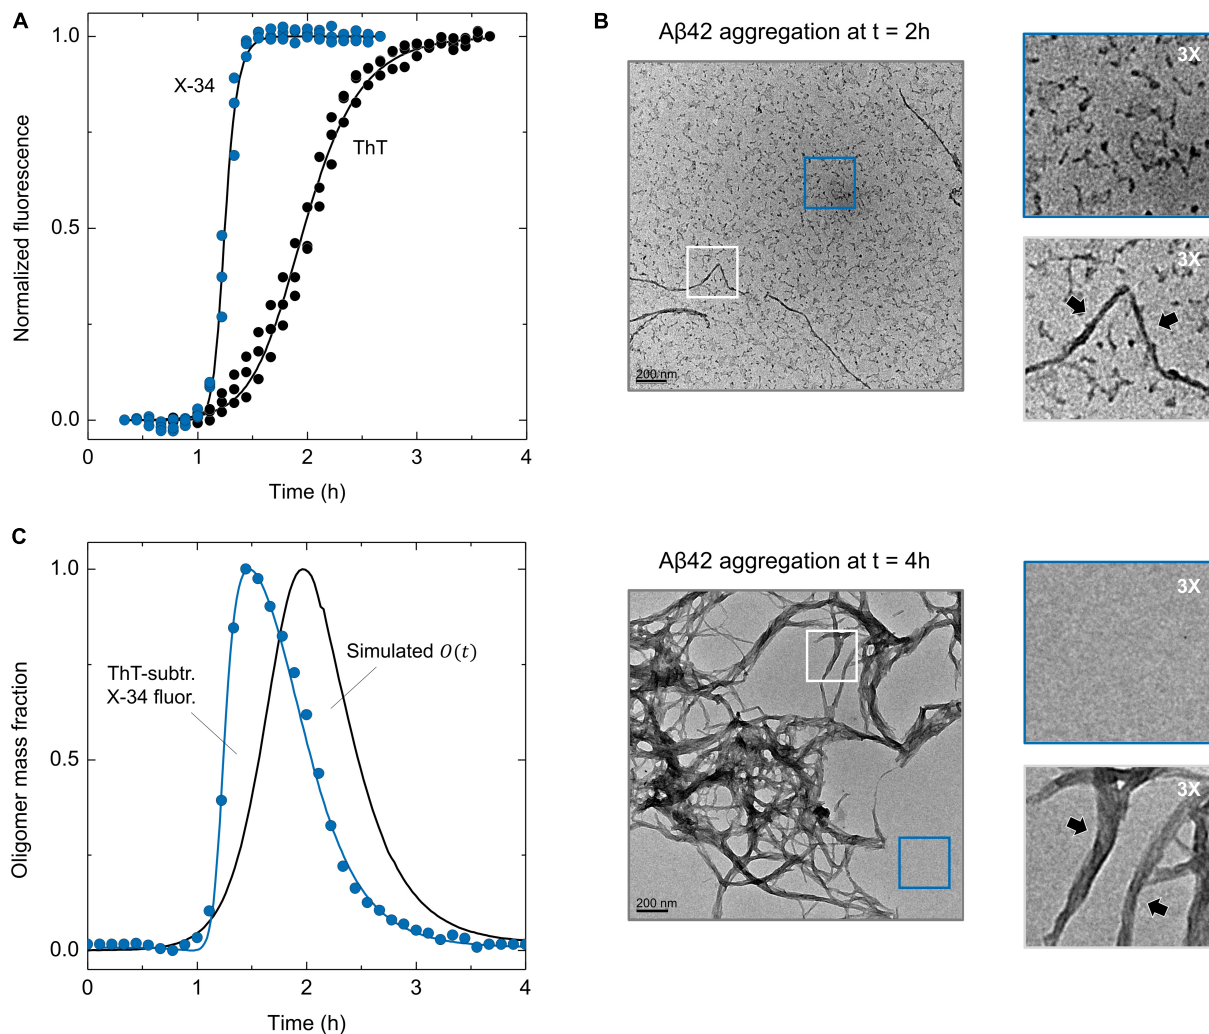 A
1.0
0.5
0.0
0
1
2
3
4
Normalized fluorescence
Time (h)
X-34
ThT
B
Aβ42 aggregation at t = 2h
200 nm
3X
3X
C
1.0
0.5
0.0
0
1
2
3
4
Oligomer mass fraction
Time (h)
ThT-subtr.
X-34 fluor.
Simulated O(t)
Aβ42 aggregation at t = 4h
200 nm
3X
3X